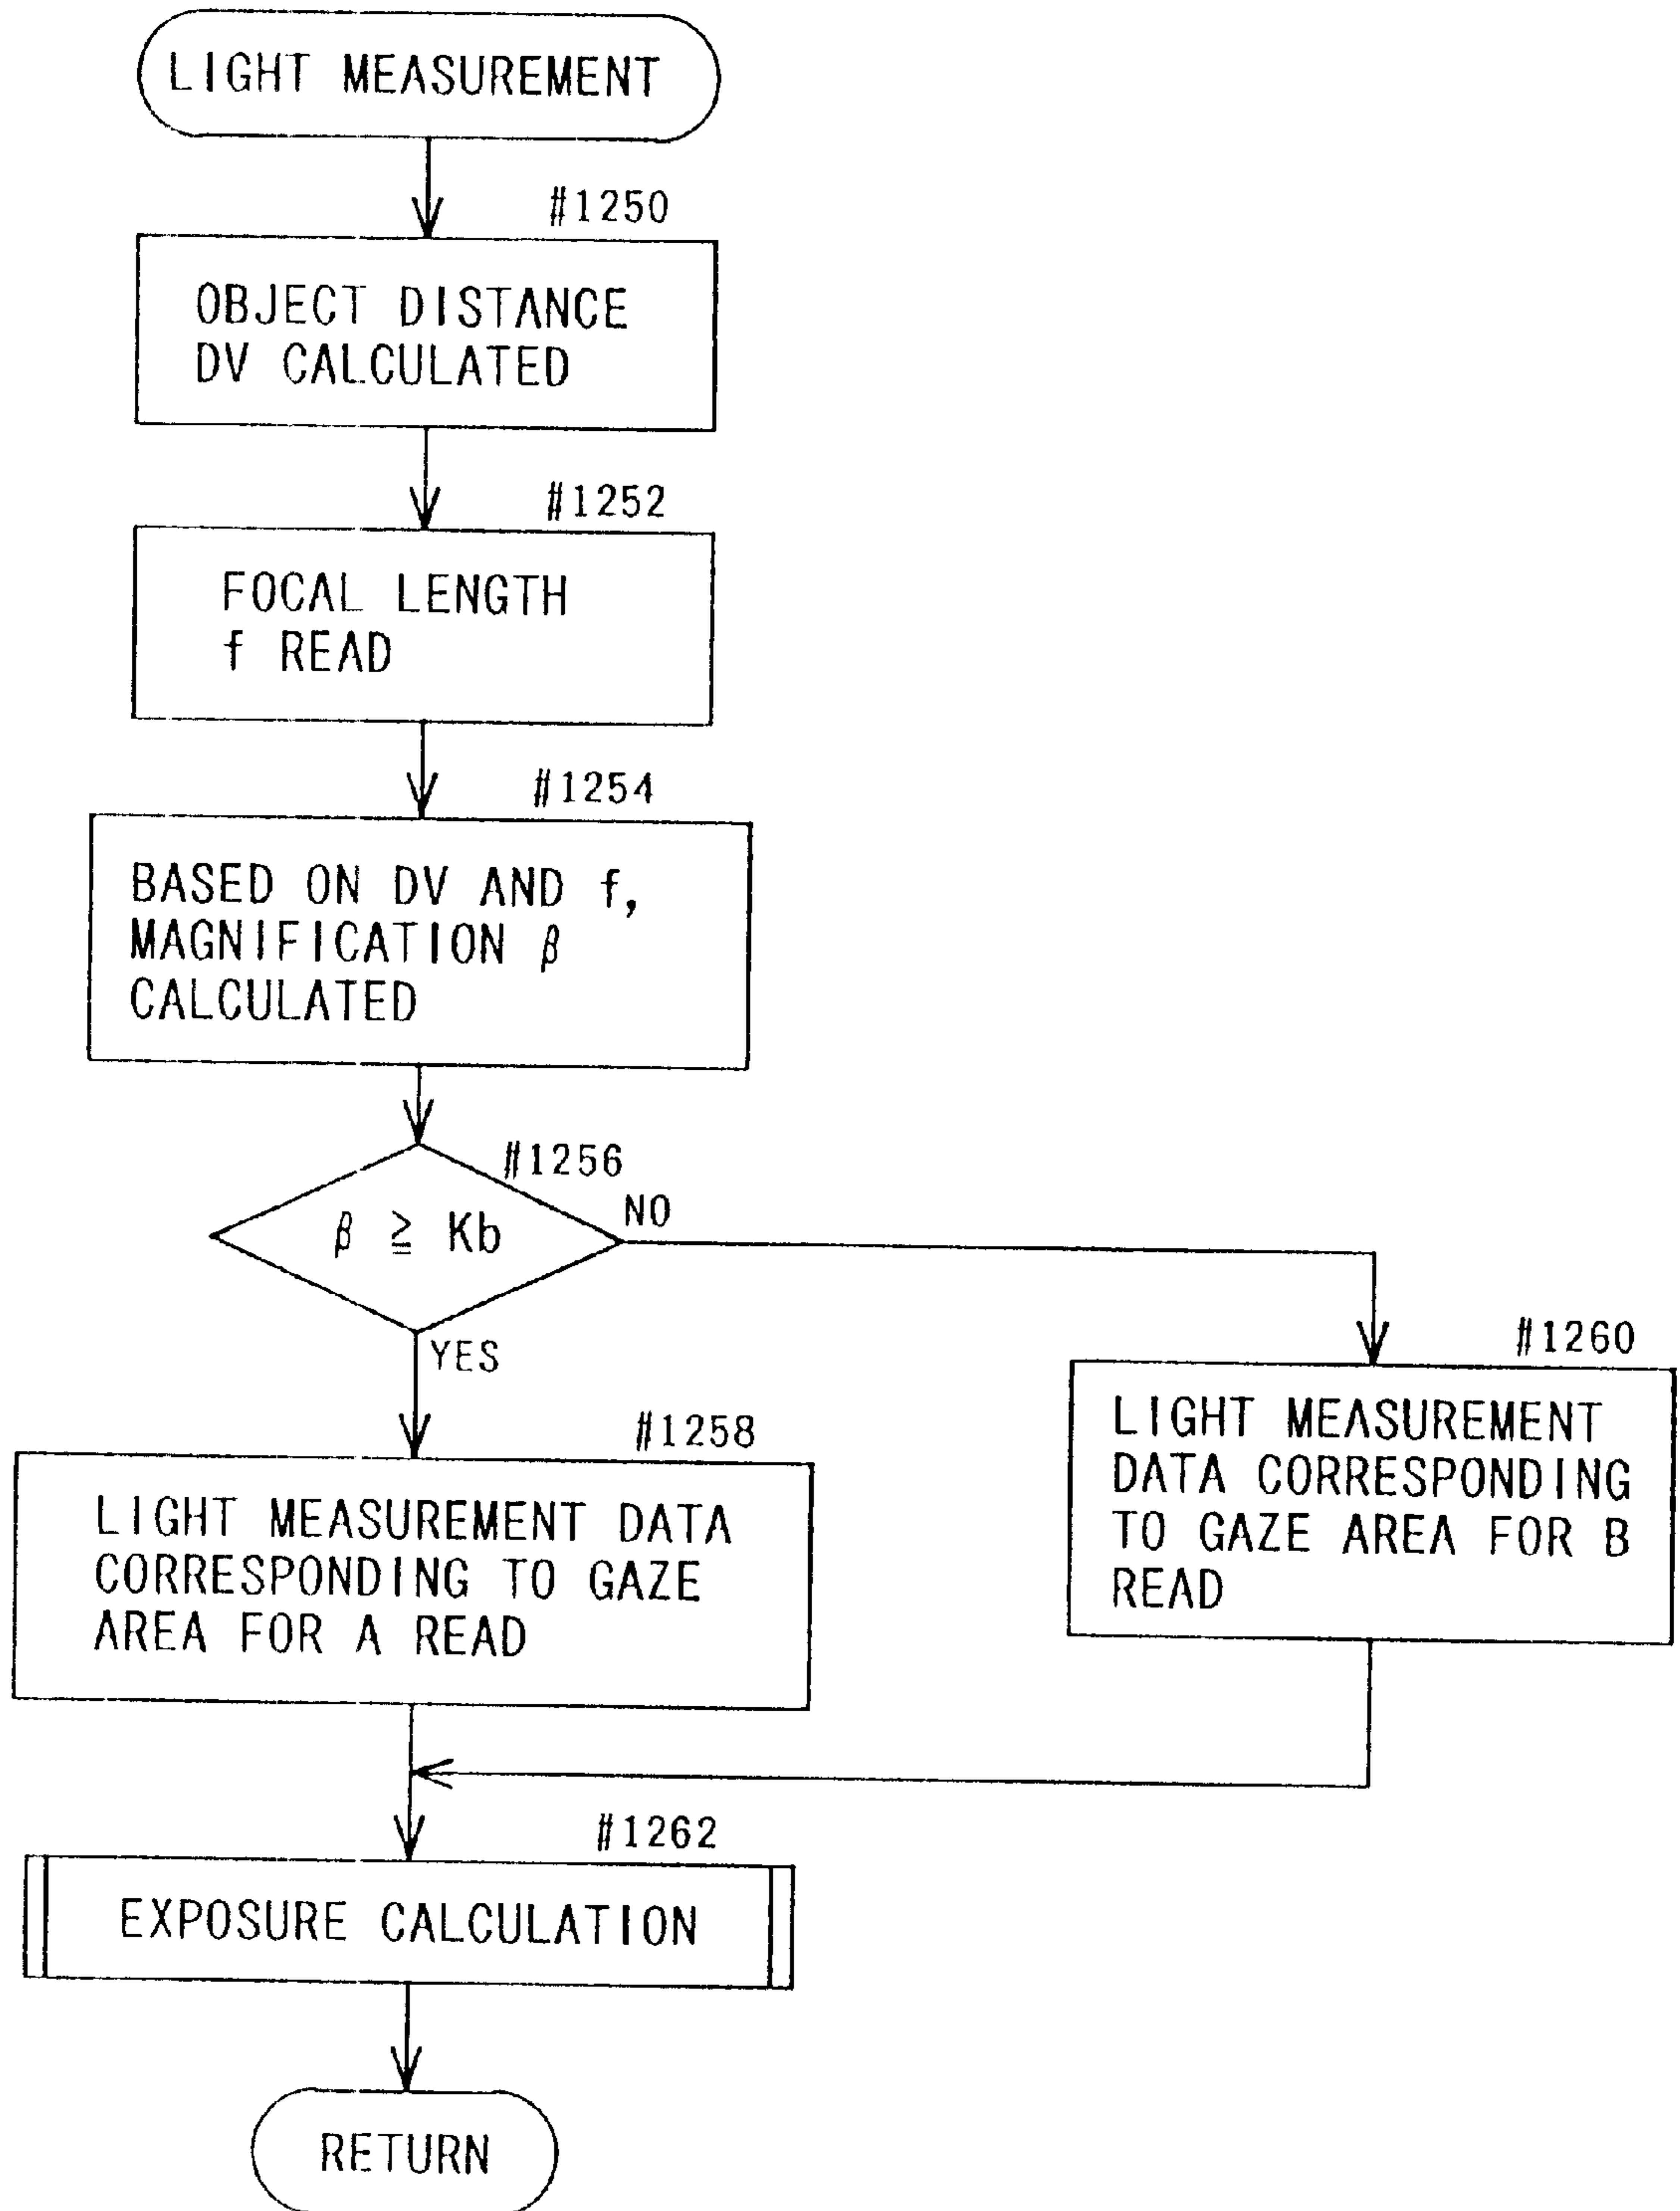 LIGHT MEASUREMENT
#1250
OBJECT DISTANCE
DV CALCULATED
#1252
FOCAL LENGTH
f READ
#1254
BASED ON DV AND f,
MAGNIFICATION β
CALCULATED
#1256
β ≧ Kb
NO
YES
#1260
LIGHT MEASUREMENT
DATA CORRESPONDING
TO GAZE AREA FOR B
READ
#1258
LIGHT MEASUREMENT DATA
CORRESPONDING TO GAZE
AREA FOR A READ
#1262
EXPOSURE CALCULATION
RETURN